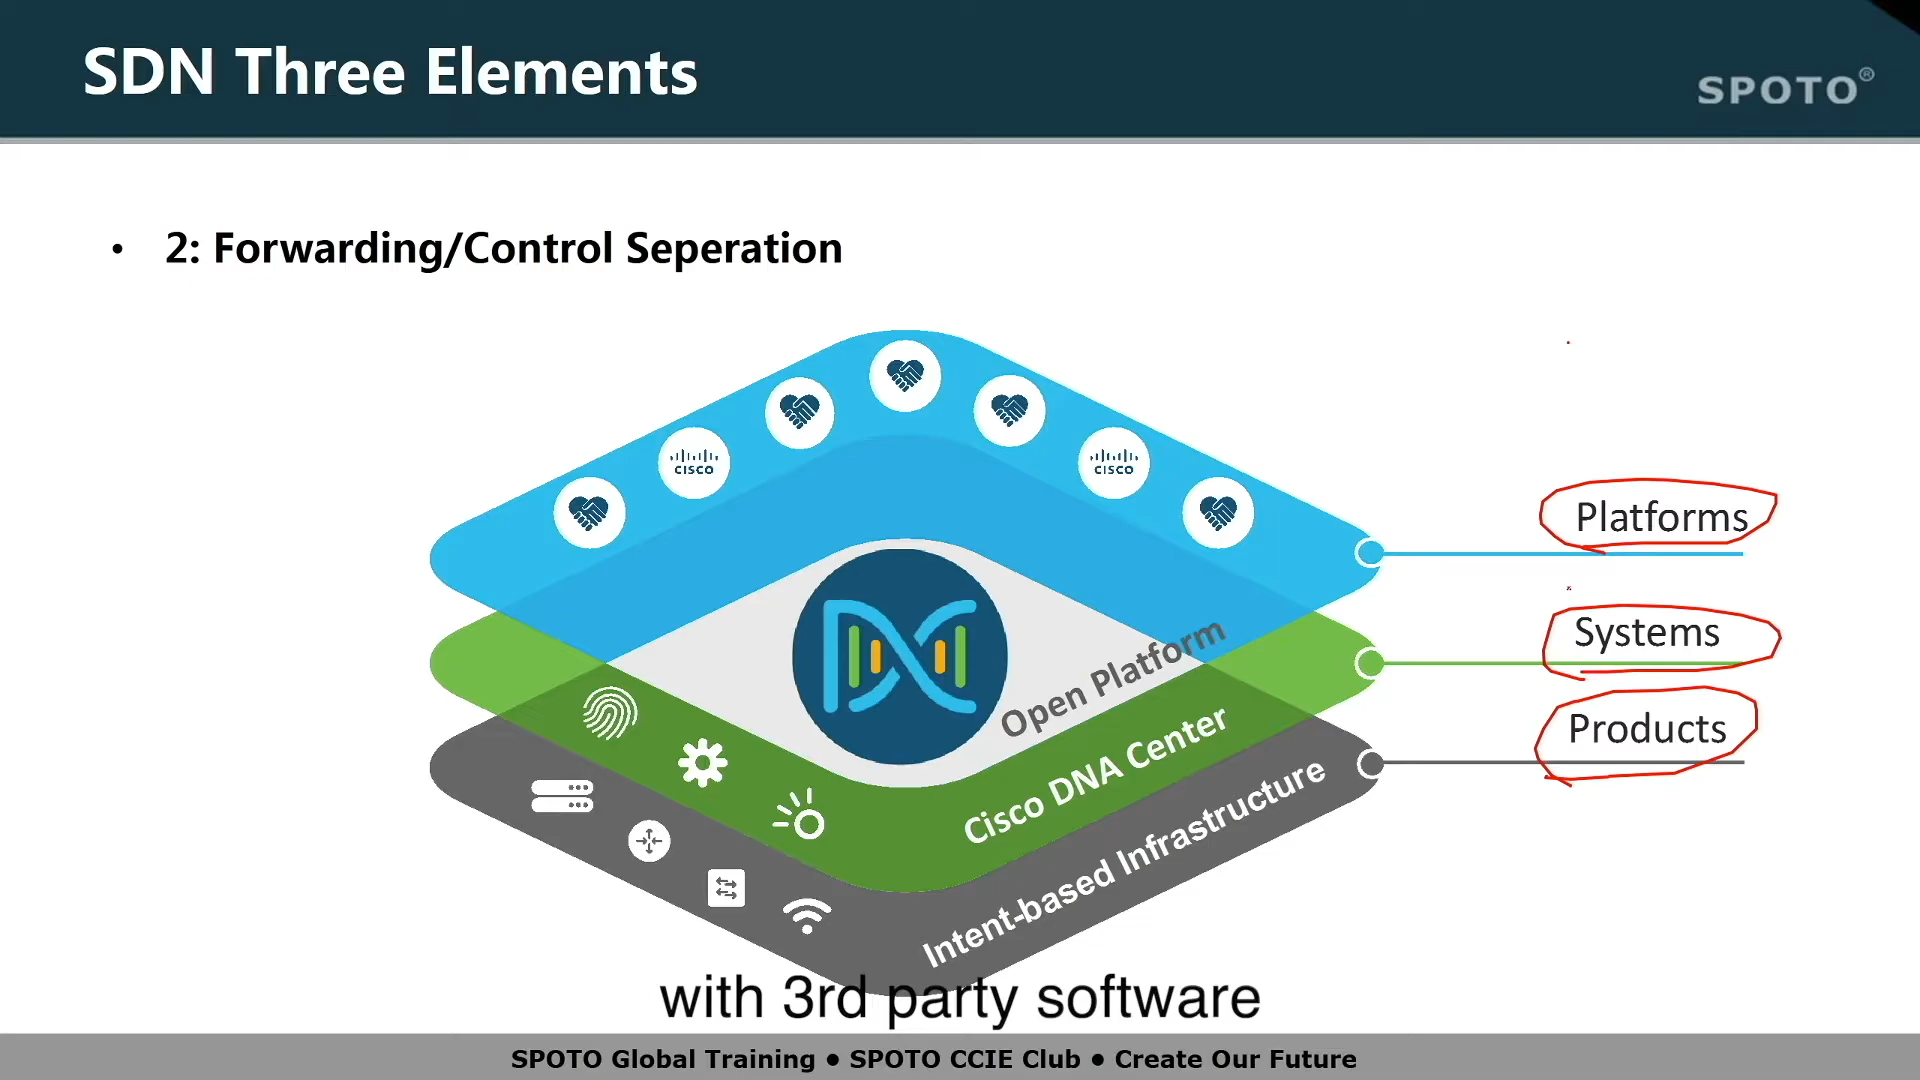 SDN Three Elements
SPOTO®
• 2: Forwarding/Control Seperation
CISCO
CISCO
Platforms
Open Platform
Systems
Cisco DNA Center
Products
Intent-based Infrastructure
with 3rd party software
SPOTO Global Training ● SPOTO CCIE Club ● Create Our Future